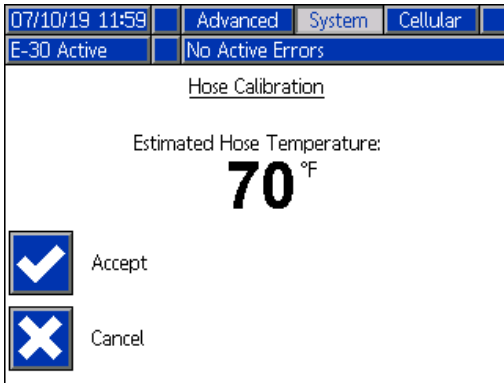 07/10/19 11:59 Advanced System Cellular
E-30 Active No Active Errors
Hose Calibration
Estimated Hose Temperature:
70 °F
Accept
Cancel